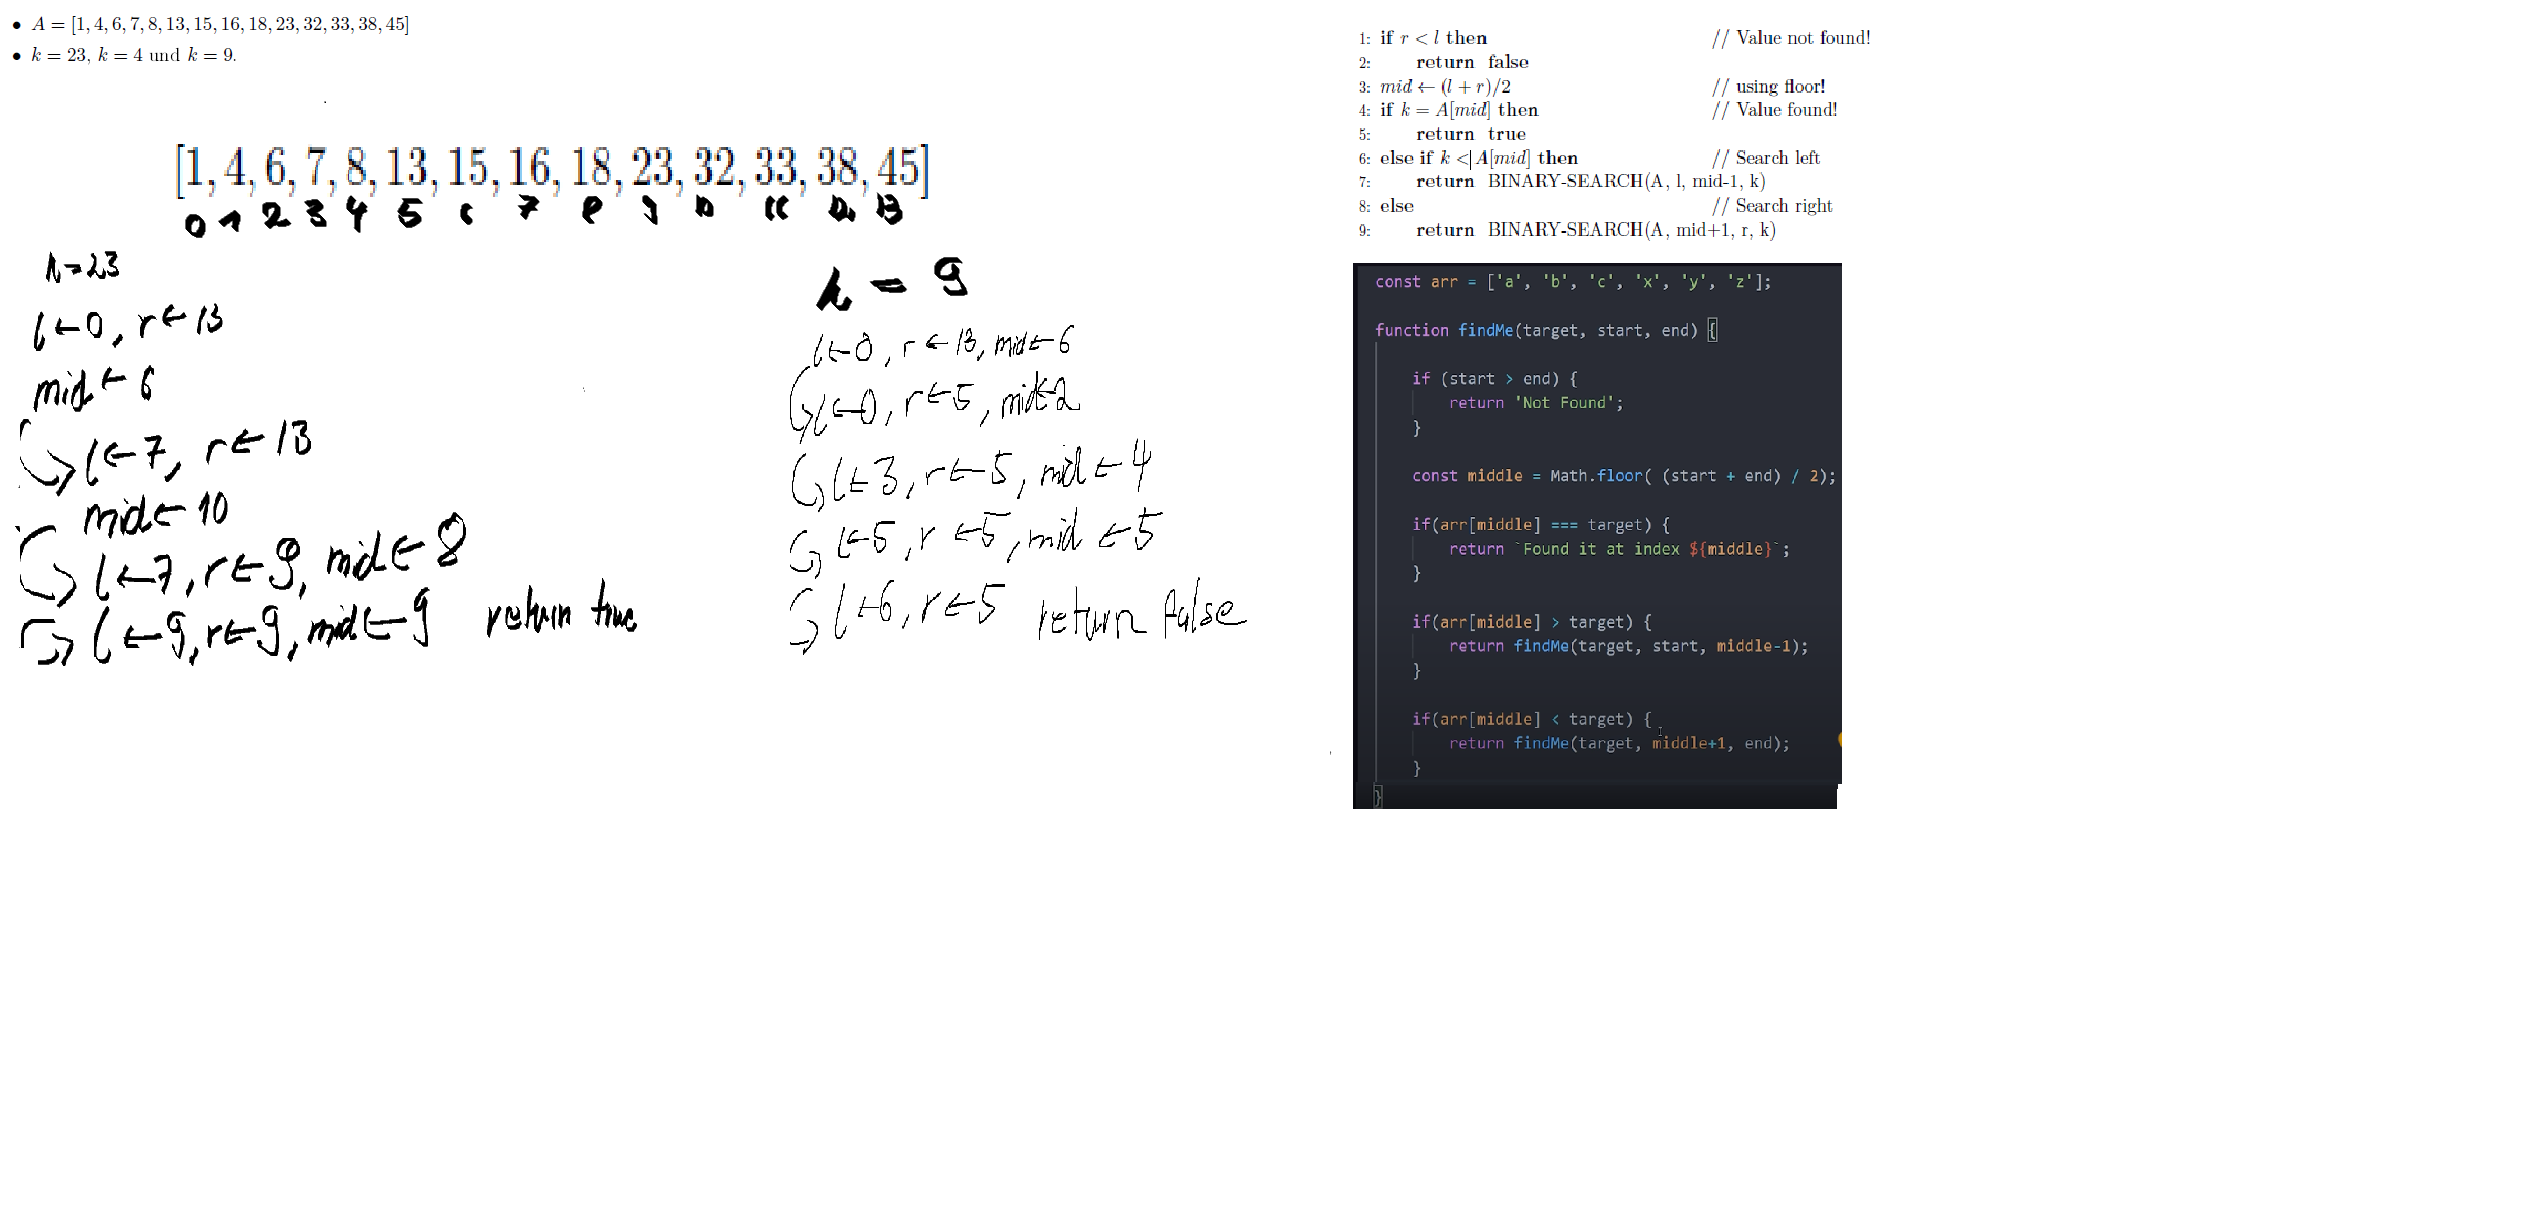 • A = [1, 4, 6, 7, 8, 13, 15, 16, 18, 23, 32, 33, 38, 45]
• k = 23, k = 4 und k = 9.
[1, 4, 6, 7, 8, 13, 15, 16, 18, 23, 32, 33, 38, 45]
0 1 2 3 4 5 6 7 8 9 10 11 12 13
k=23
l←0, r←13
mid←6
↪l←7, r←13
mid←10
↪l←7, r←9, mid←8
↪l←9, r←9, mid←9 return true
k = 9
l←0, r←13, mid←6
↪l←0, r←5, mid←2
↪l←3, r←5, mid←4
↪l←5, r←5, mid←5
↪l←6, r←5 return false
1: if r < l then // Value not found!
2: return false
3: mid ← (l + r)/2 // using floor!
4: if k = A[mid] then // Value found!
5: return true
6: else if k <| A[mid] then // Search left
7: return BINARY-SEARCH(A, l, mid-1, k)
8: else // Search right
9: return BINARY-SEARCH(A, mid+1, r, k)
const arr = ['a', 'b', 'c', 'x', 'y', 'z'];
function findMe(target, start, end) {
if (start > end) {
return 'Not Found';
}
const middle = Math.floor( (start + end) / 2);
if(arr[middle] === target) {
return `Found it at index ${middle}`;
}
if(arr[middle] > target) {
return findMe(target, start, middle-1);
}
if(arr[middle] < target) {
return findMe(target, middle+1, end);
}
}